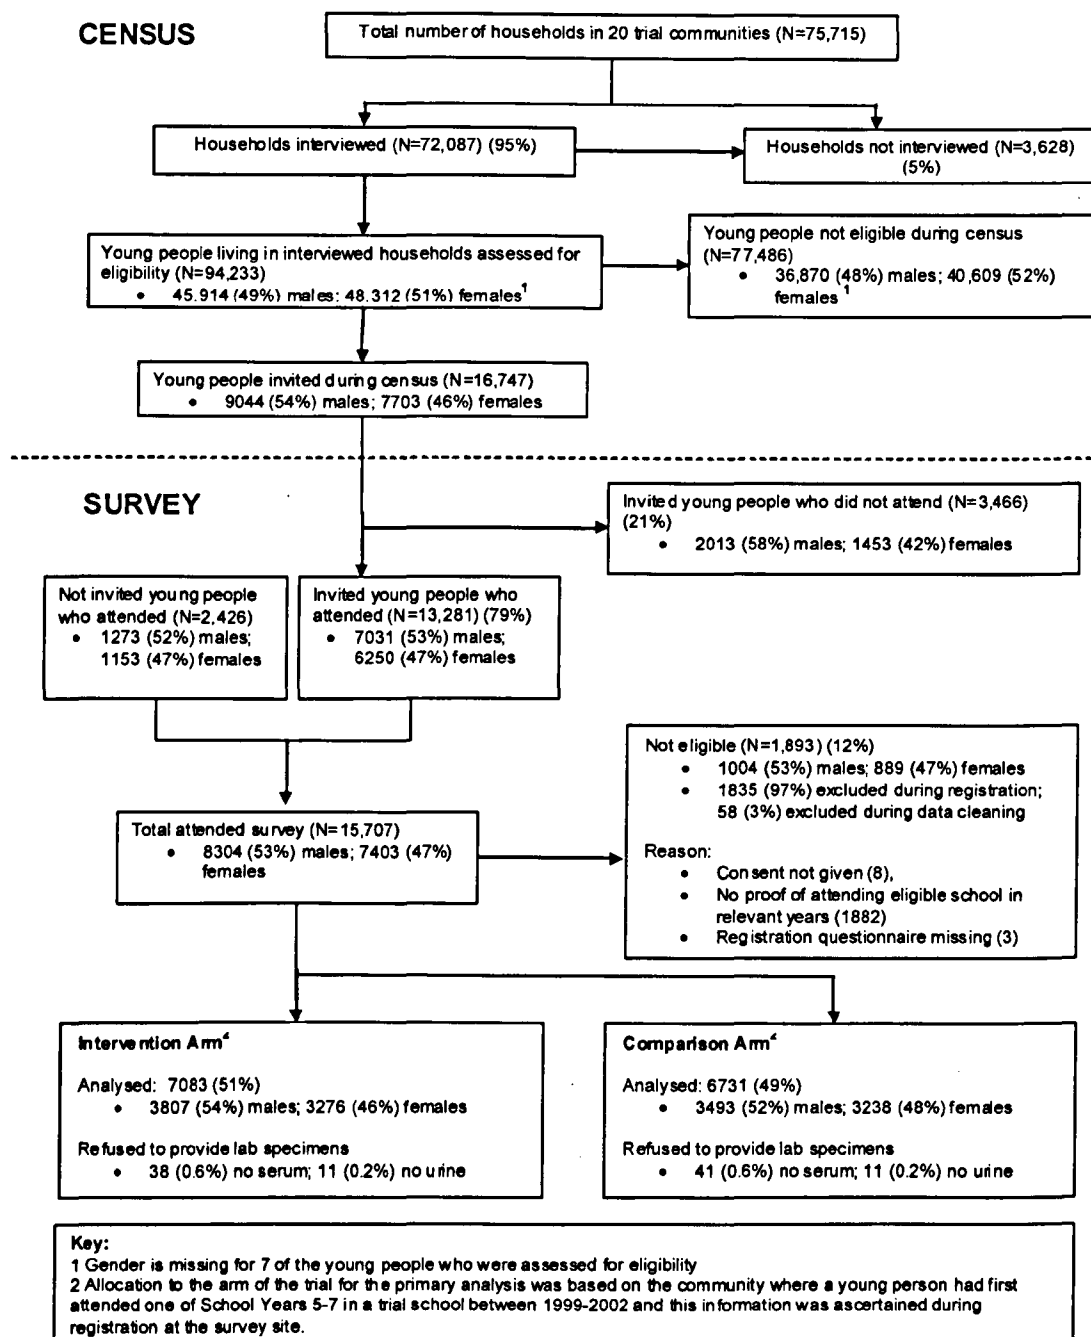 CENSUS
Total number of households in 20 trial communities (N=75,715)
Households interviewed (N=72,087) (95%)
Households not interviewed (N=3,628)
(5%)
Young people living in interviewed households assessed for
eligibility (N=94,233)
• 45.914 (49%) males: 48.312 (51%) females1
Young people not eligible during census
(N=77,486)
• 36,870 (48%) males; 40,609 (52%)
females 1
Young people invited during census (N=16,747)
• 9044 (54%) males; 7703 (46%) females
SURVEY
Invited young people who did not attend (N=3,466)
(21%)
• 2013 (58%) males; 1453 (42%) females
Not invited young people
who attended (N=2,426)
• 1273 (52%) males;
1153 (47%) females
Invited young people who
attended (N=13,281) (79%)
• 7031 (53%) males;
6250 (47%) females
Not eligible (N=1,893) (12%)
• 1004 (53%) males; 889 (47%) females
• 1835 (97%) excluded during registration;
58 (3%) excluded during data cleaning
Reason:
• Consent not given (8),
• No proof of attending eligible school in
relevant years (1882)
• Registration questionnaire missing (3)
Total attended survey (N=15,707)
• 8304 (53%) males; 7403 (47%)
females
Intervention Arm2
Analysed: 7083 (51%)
• 3807 (54%) males; 3276 (46%) females
Refused to provide lab specimens
• 38 (0.6%) no serum; 11 (0.2%) no urine
Comparison Arm2
Analysed: 6731 (49%)
• 3493 (52%) males; 3238 (48%) females
Refused to provide lab specimens
• 41 (0.6%) no serum; 11 (0.2%) no urine
Key:
1 Gender is missing for 7 of the young people who were assessed for eligibility
2 Allocation to the arm of the trial for the primary analysis was based on the community where a young person had first
attended one of School Years 5-7 in a trial school between 1999-2002 and this information was ascertained during
registration at the survey site.